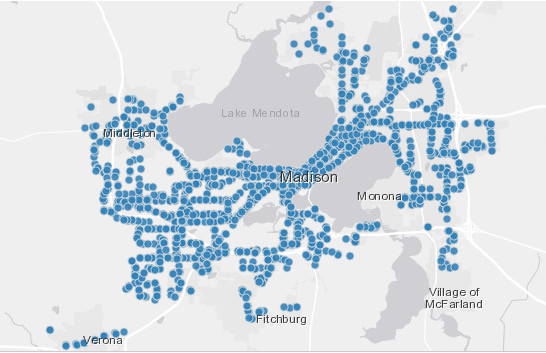 Lake Mendota
Middleton
Madison
Monona
Village of
McFarland
Fitchburg
Verona